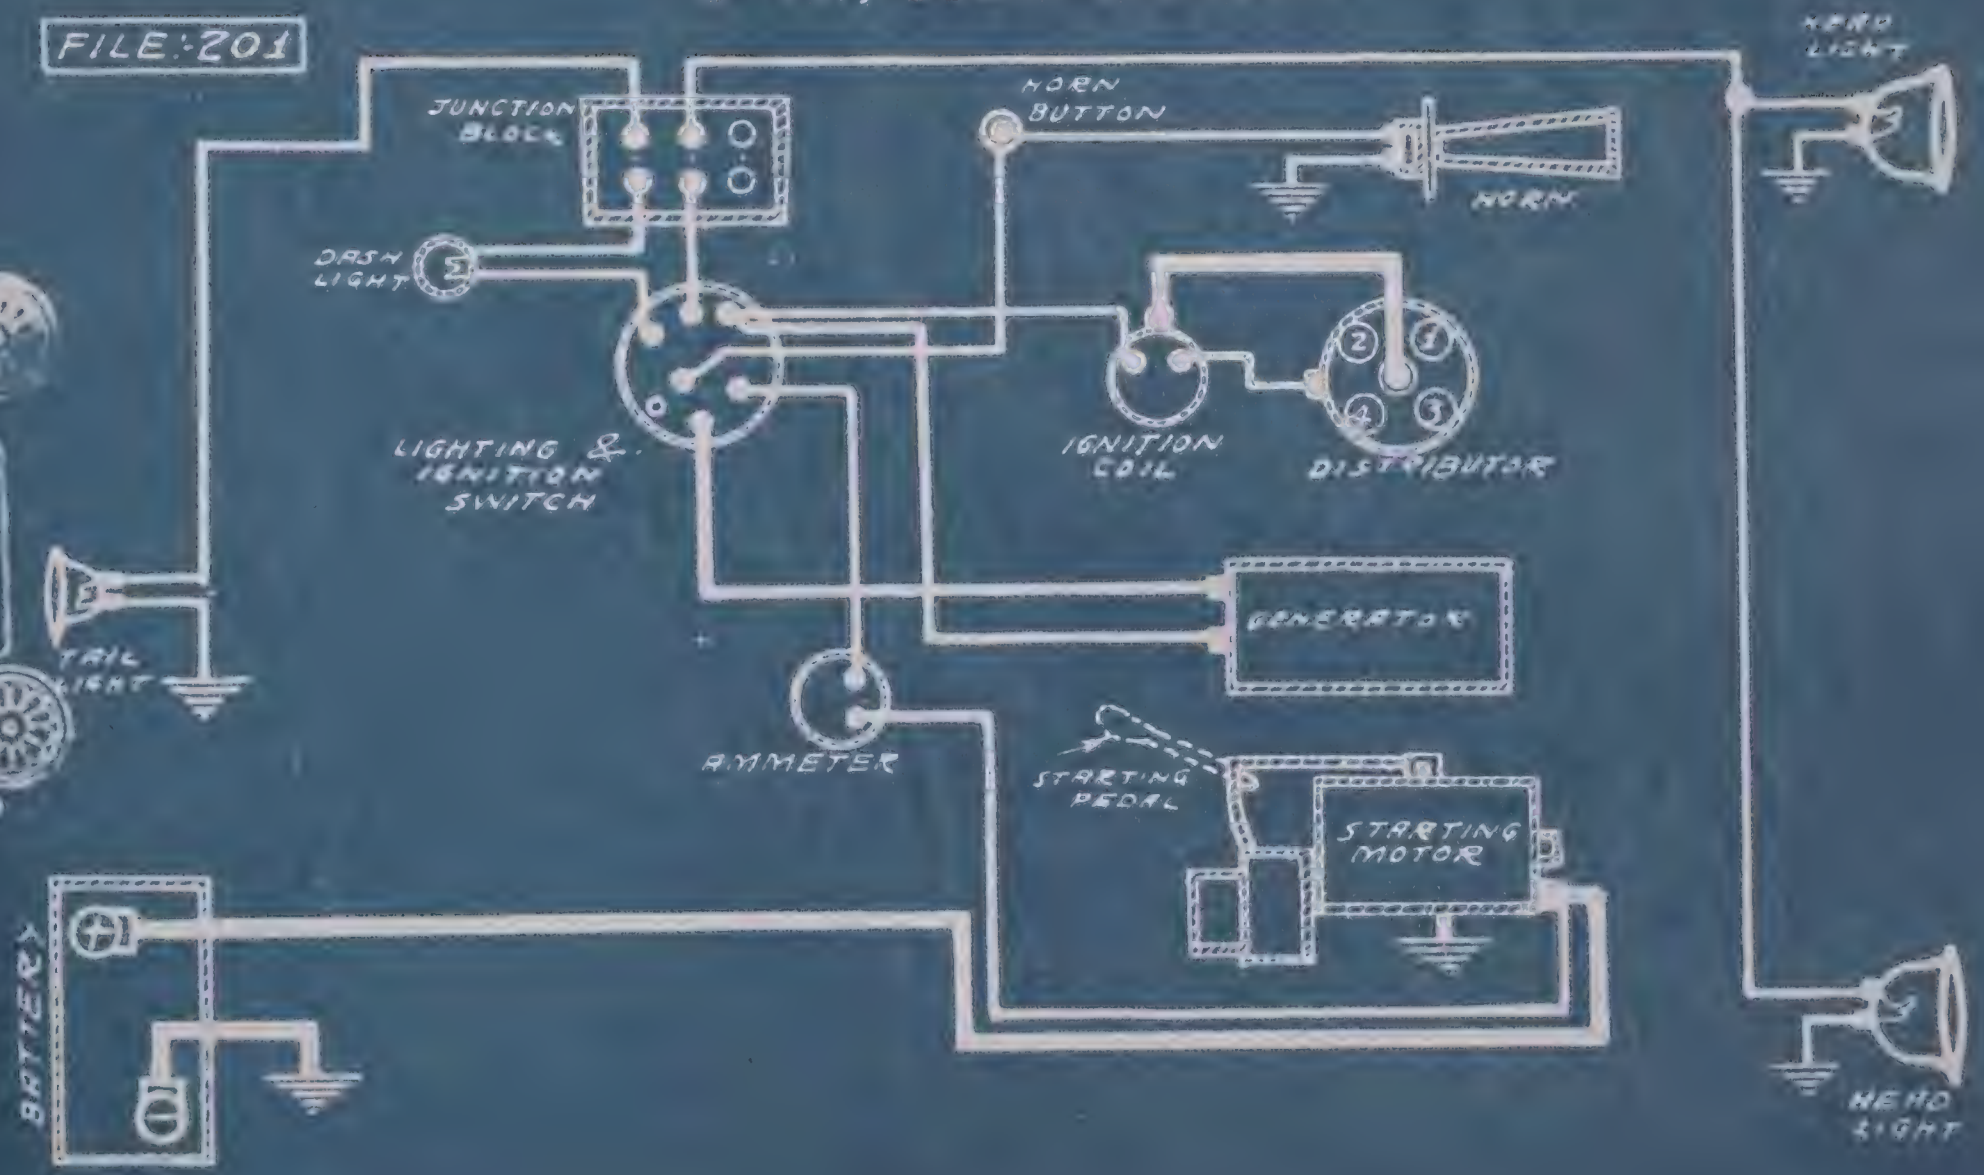 FILE:-201
HEAD
LIGHT
JUNCTION
BLOCK
HORN
BUTTON
HORN
DASH
LIGHT
2
1
4
3
LIGHTING &
IGNITION
SWITCH
IGNITION
COIL
DISTRIBUTOR
GENERATOR
TAIL
LIGHT
AMMETER
STARTING
PEDAL
STARTING
MOTOR
+
BATTERY
−
HEAD
LIGHT